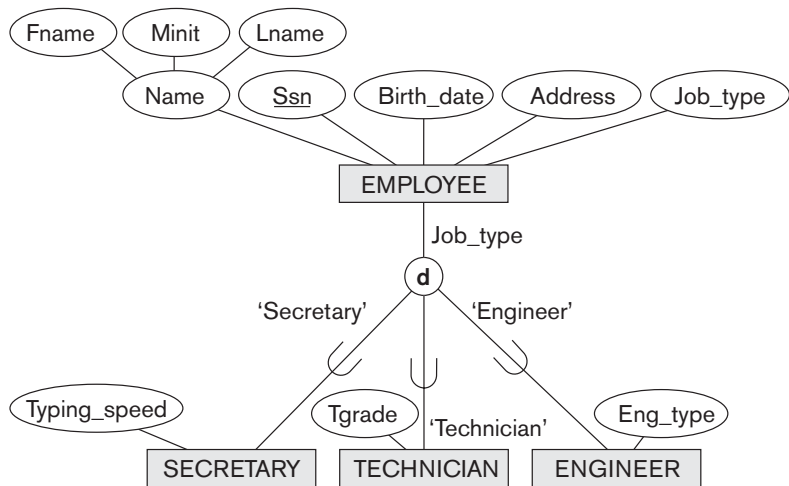 Fname Minit Lname
Name Ssn Birth_date Address Job_type
EMPLOYEE
Job_type
d
‘Secretary’ ‘Engineer’
Typing_speed Tgrade Eng_type
‘Technician’
SECRETARY TECHNICIAN ENGINEER